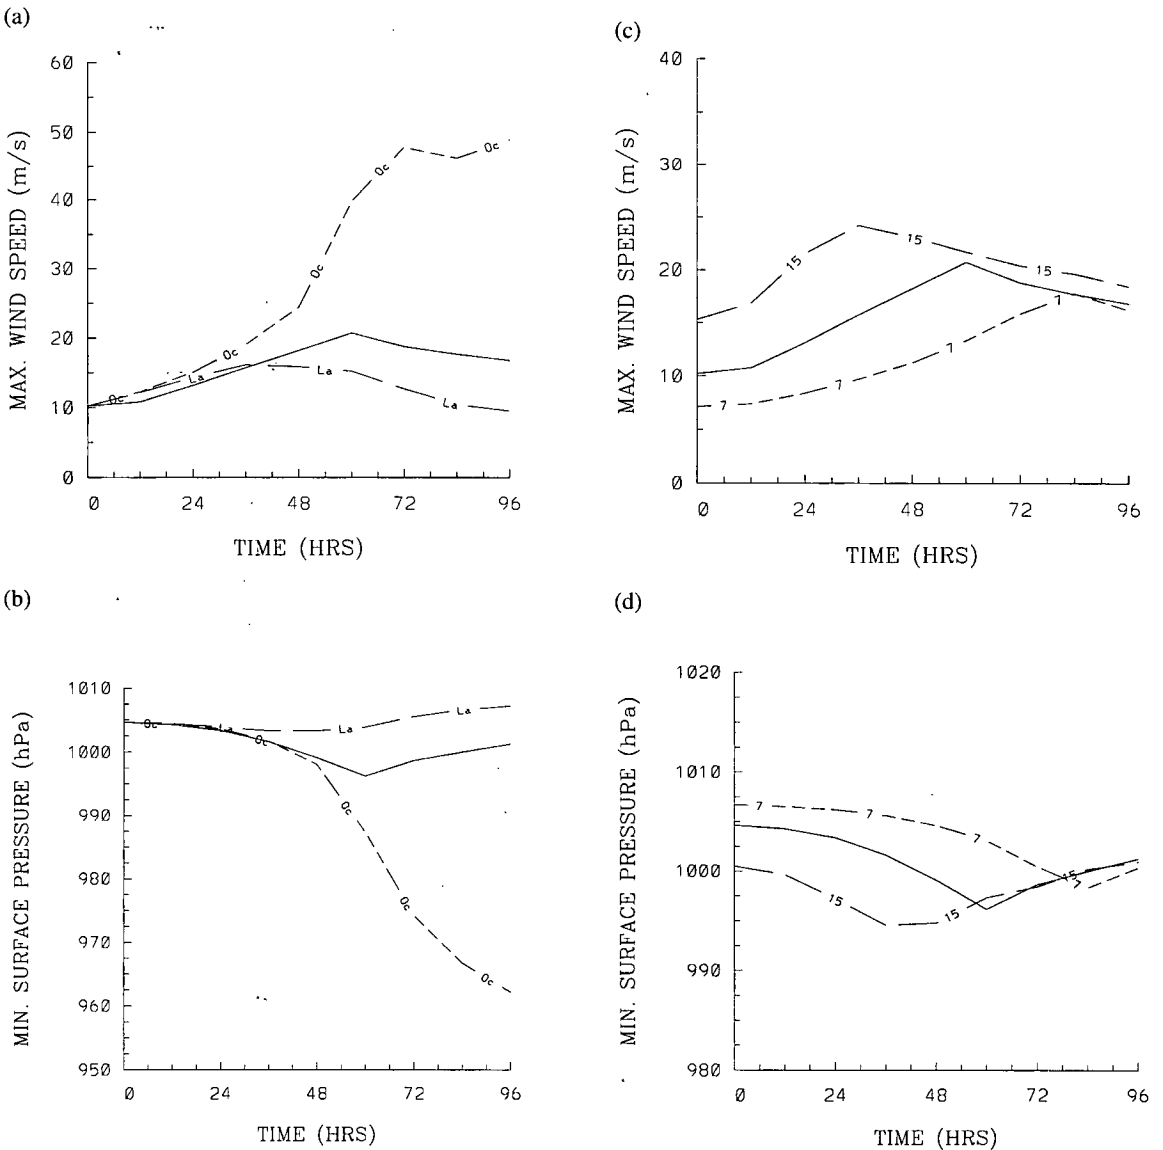 (a)
MAX. WIND SPEED (m/s)
60
50
40
30
20
10
0
Oc
Oc
Oc
Oc
Oc
La
La
La
0 24 48 72 96
TIME (HRS)
(c)
MAX. WIND SPEED (m/s)
40
30
20
10
0
15
15
15
7
7
7
7
0 24 48 72 96
TIME (HRS)
(b)
MIN. SURFACE PRESSURE (hPa)
1010
1000
990
980
970
960
950
Oc
Oc
Oc
Oc
Oc
La
La
La
0 24 48 72 96
TIME (HRS)
(d)
MIN. SURFACE PRESSURE (hPa)
1020
1010
1000
990
980
7
7
7
7
15
15
15
0 24 48 72 96
TIME (HRS)